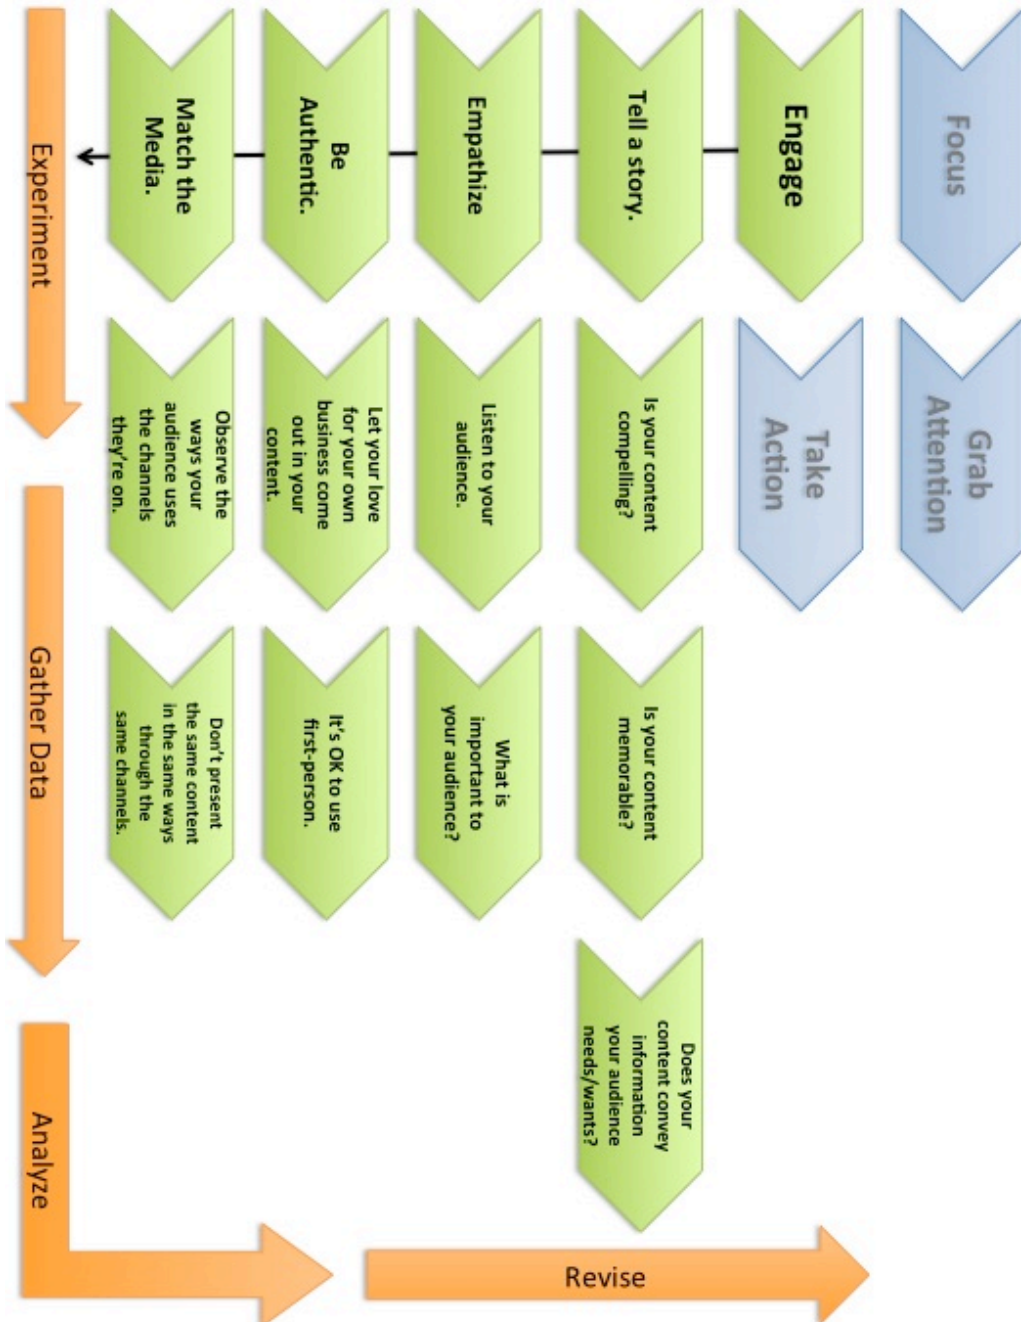 Focus
Grab
Attention
Engage
Take
Action
Tell a story.
Is your content
compelling?
Is your content
memorable?
Does your
content convey
information
your audience
needs/wants?
Empathize
Listen to your
audience.
What is
important to
your audience?
Be
Authentic.
Let your love
for your own
business come
out in your
content.
It's OK to use
first-person.
Match the
Media.
Observe the
ways your
audience uses
the channels
they're on.
Don't present
the same content
in the same ways
through the
same channels.
Experiment
Gather Data
Analyze
Revise